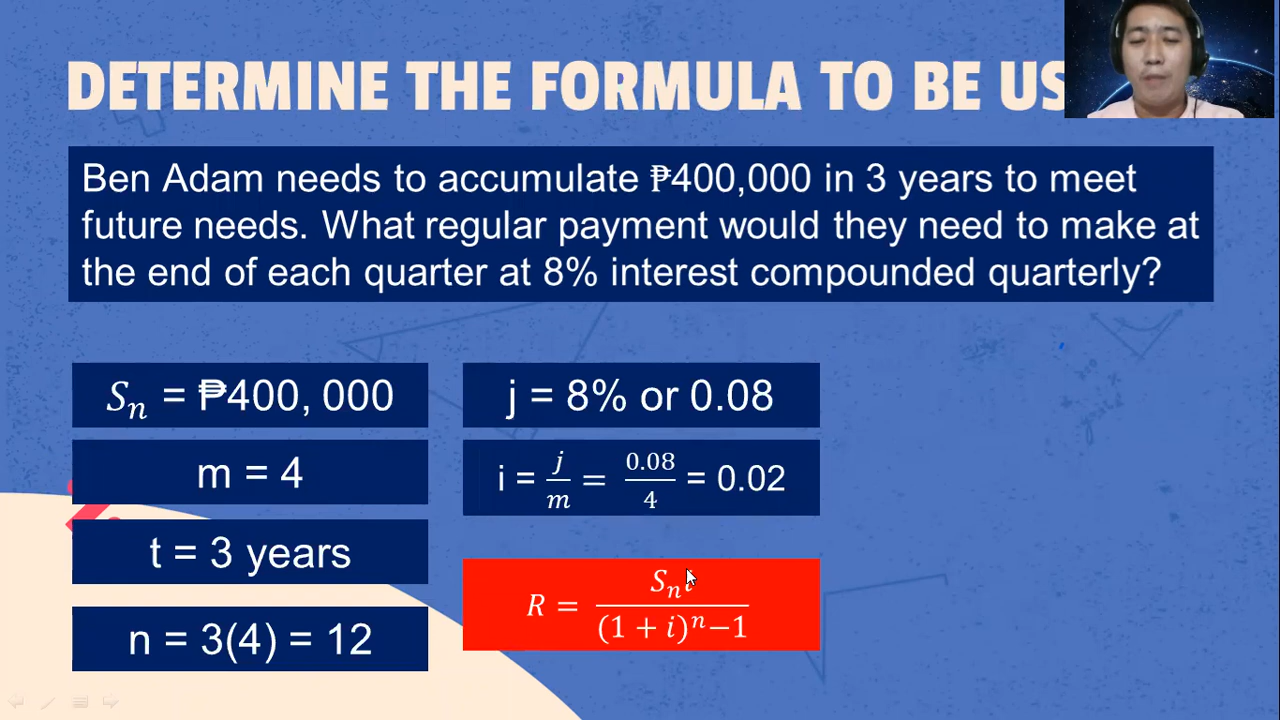 DETERMINE THE FORMULA TO BE US
Ben Adam needs to accumulate ₱400,000 in 3 years to meet
future needs. What regular payment would they need to make at
the end of each quarter at 8% interest compounded quarterly?
Sₙ = ₱400, 000
m = 4
t = 3 years
n = 3(4) = 12
j = 8% or 0.08
i = j/m = 0.08/4 = 0.02
R = Sₙi/((1 + i)ⁿ−1)